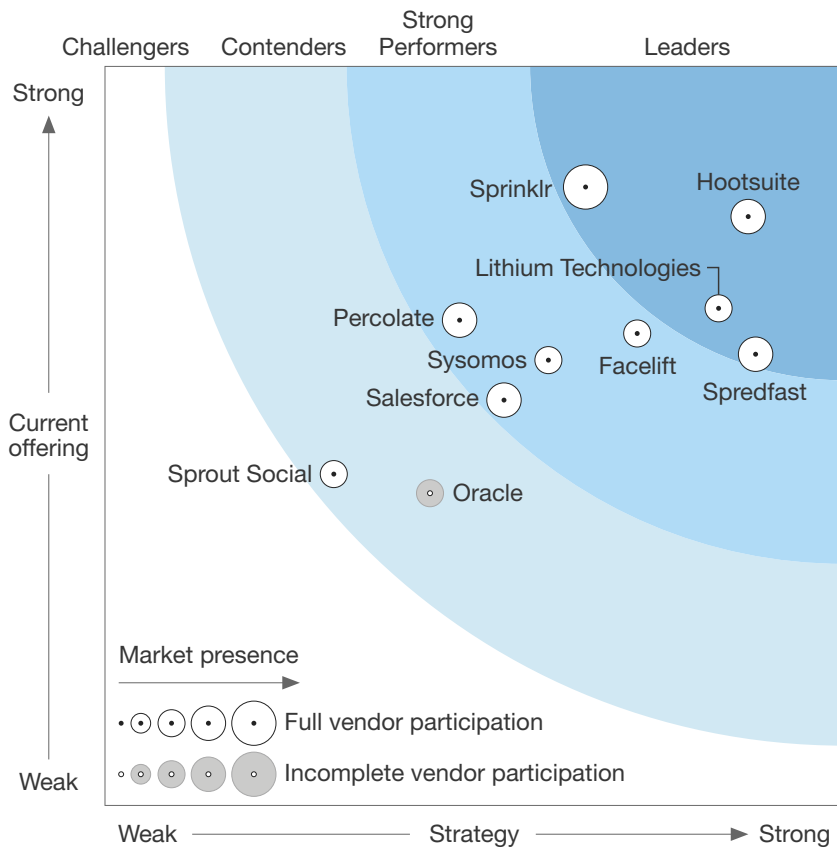 Strong
Challengers Contenders Performers Leaders
Strong
Sprinklr
Hootsuite
Lithium Technologies
Percolate
Sysomos
Facelift
Salesforce
Spredfast
Current
offering
Sprout Social
Oracle
Market presence
Full vendor participation
Incomplete vendor participation
Weak
Weak Strategy Strong